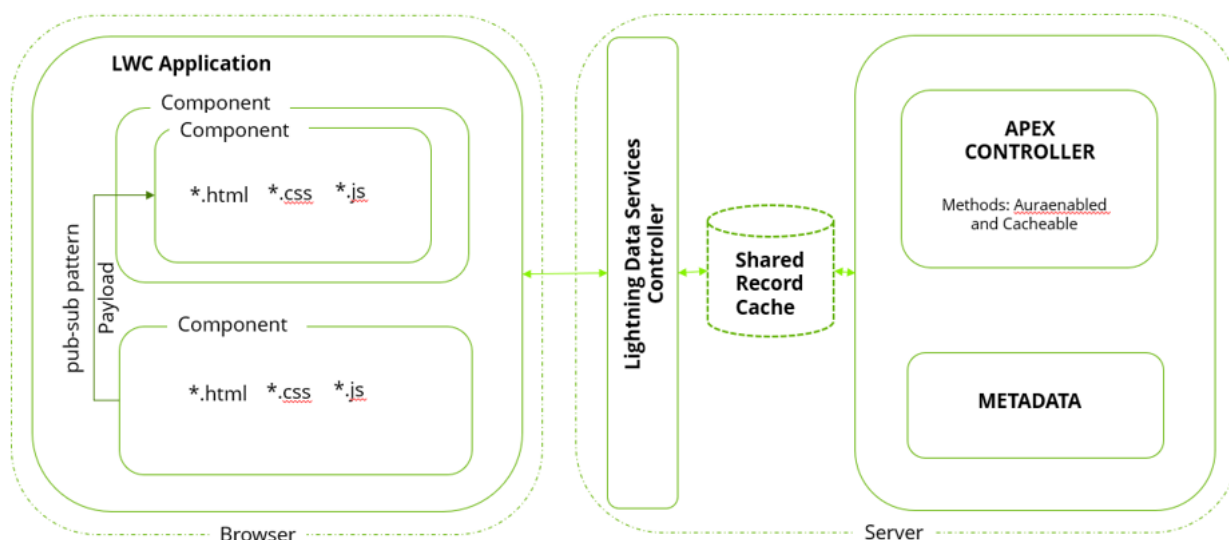 LWC Application
Component
Component
*.html *.css *.js
pub-sub pattern
Payload
Component
*.html *.css *.js
Browser
Lightning Data Services
Controller
Shared
Record
Cache
APEX
CONTROLLER
Methods: Auraenabled
and Cacheable
METADATA
Server